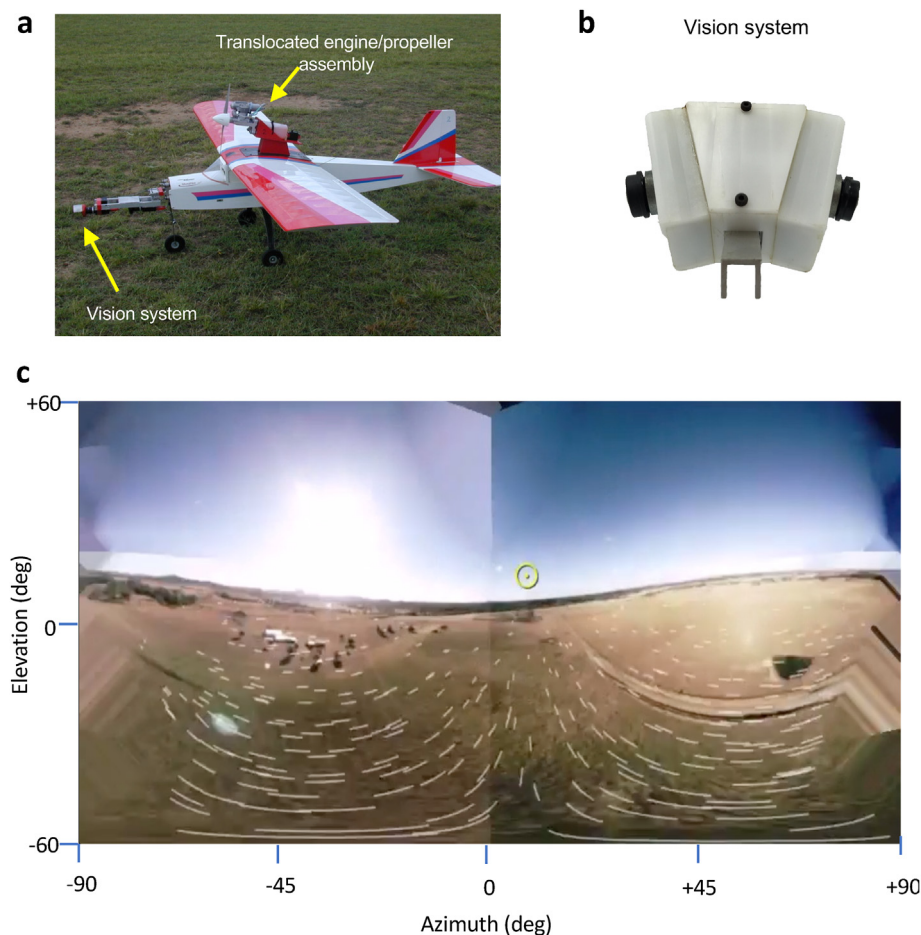 a
Translocated engine/propeller
assembly
Vision system
b
Vision system
c
+60
Elevation (deg)
0
-60
-90
-45
0
+45
+90
Azimuth (deg)